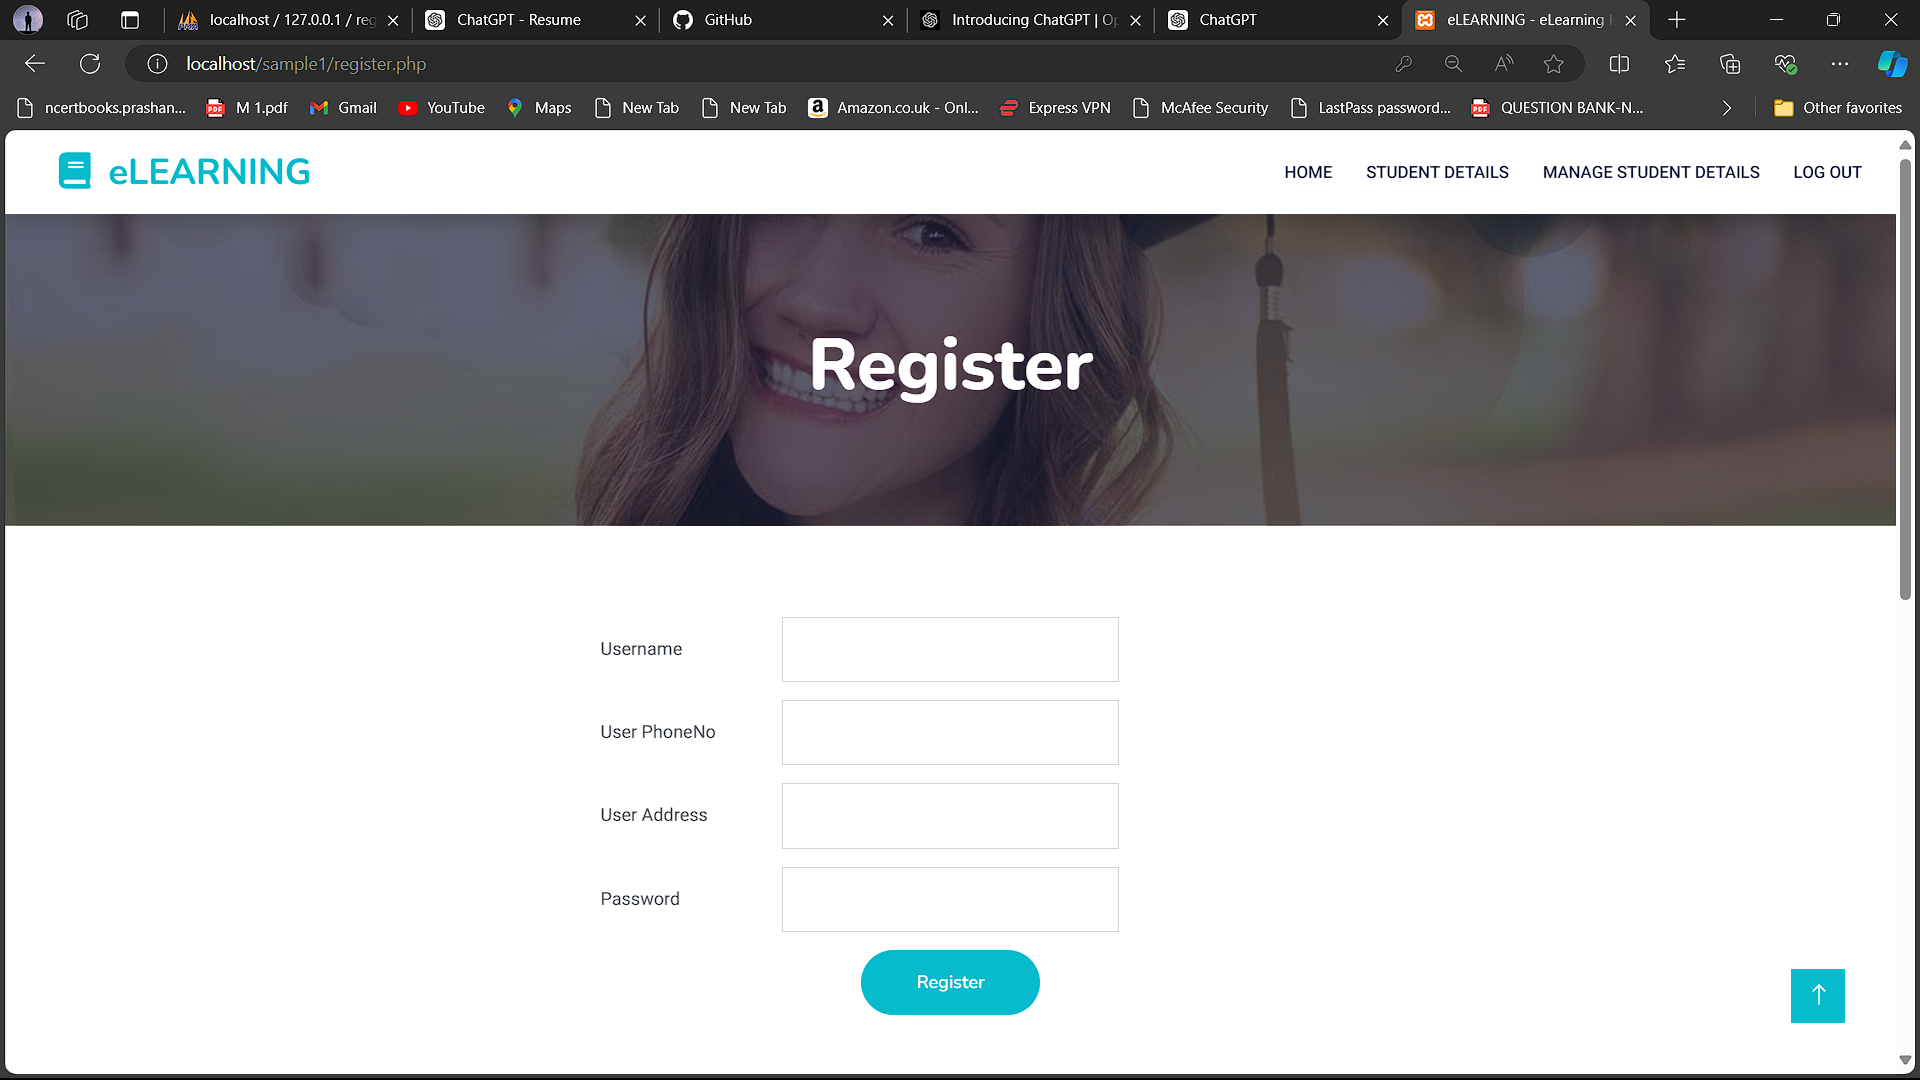 localhost / 127.0.0.1 / reg
ChatGPT - Resume
GitHub
Introducing ChatGPT | Op
ChatGPT
eLEARNING - eLearning
localhost/sample1/register.php
ncertbooks.prashan...
M 1.pdf
Gmail
YouTube
Maps
New Tab
New Tab
Amazon.co.uk - Onl...
Express VPN
McAfee Security
LastPass password...
QUESTION BANK-N...
Other favorites
eLEARNING
HOME
STUDENT DETAILS
MANAGE STUDENT DETAILS
LOG OUT
Register
Username
User PhoneNo
User Address
Password
Register